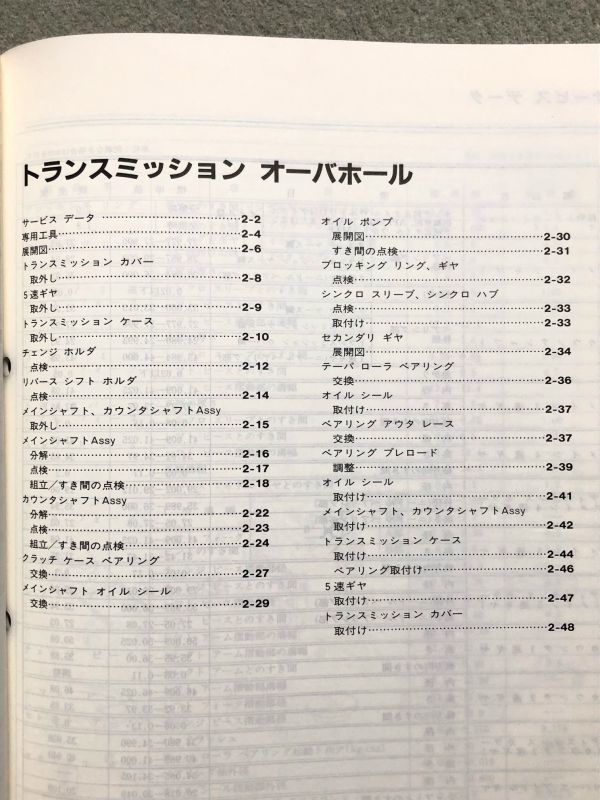 トランスミッション オーバホール
サービス データ ……… 2-2
専用工具 ……… 2-4
展開図 ……… 2-6
トランスミッション カバー
取外し ……… 2-8
5速ギヤ
取外し ……… 2-9
トランスミッション ケース
取外し ……… 2-10
チェンジ ホルダ
点検 ……… 2-12
リバース シフト ホルダ
点検 ……… 2-14
メインシャフト、カウンタシャフトAssy
取外し ……… 2-15
メインシャフトAssy
分解 ……… 2-16
点検 ……… 2-17
組立/すき間の点検 ……… 2-18
カウンタシャフトAssy
分解 ……… 2-22
点検 ……… 2-23
組立/すき間の点検 ……… 2-24
クラッチ ケース ベアリング
交換 ……… 2-27
メインシャフト オイル シール
交換 ……… 2-29
オイル ポンプ
展開図 ……… 2-30
すき間の点検 ……… 2-31
ブロッキング リング、ギヤ
点検 ……… 2-32
シンクロ スリーブ、シンクロ ハブ
点検 ……… 2-33
取付け ……… 2-33
セカンダリ ギヤ
展開図 ……… 2-34
テーパ ローラ ベアリング
交換 ……… 2-36
オイル シール
取付け ……… 2-37
ベアリング アウタ レース
交換 ……… 2-37
ベアリング プレロード
調整 ……… 2-39
オイル シール
取付け ……… 2-41
メインシャフト、カウンタシャフトAssy
取付け ……… 2-42
トランスミッション ケース
取付け ……… 2-44
ベアリング取付け ……… 2-46
5速ギヤ
取付け ……… 2-47
トランスミッション カバー
取付け ……… 2-48